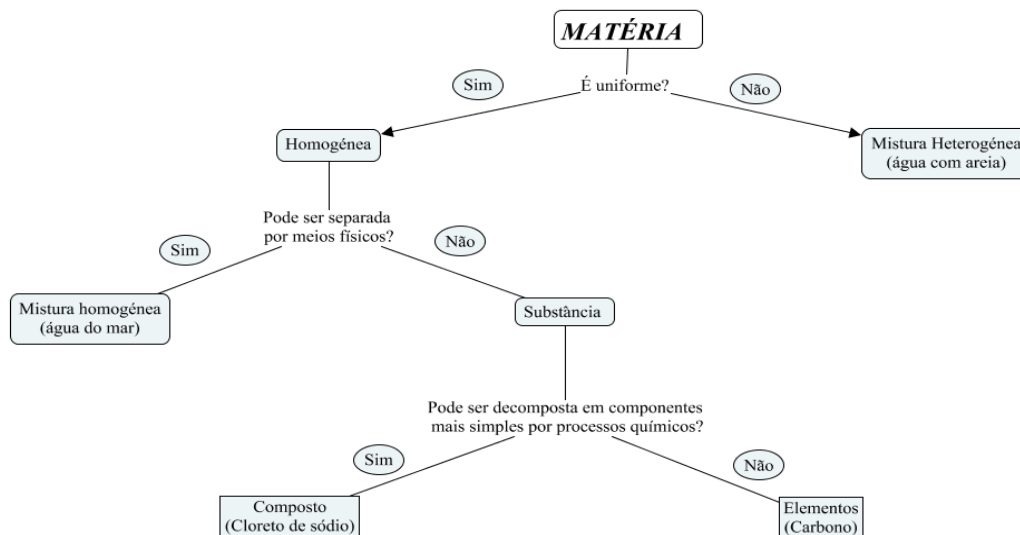 MATÉRIA
É uniforme?
Sim
Não
Homogénea
Mistura Heterogénea
(água com areia)
Pode ser separada
por meios físicos?
Sim
Não
Mistura homogénea
(água do mar)
Substância
Pode ser decomposta em componentes
mais simples por processos químicos?
Sim
Não
Composto
(Cloreto de sódio)
Elementos
(Carbono)